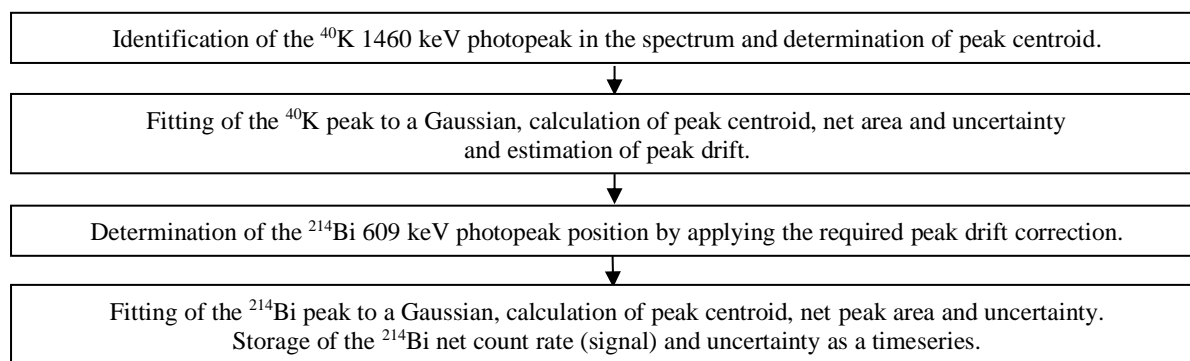 Identification of the ⁴⁰K 1460 keV photopeak in the spectrum and determination of peak centroid.
Fitting of the ⁴⁰K peak to a Gaussian, calculation of peak centroid, net area and uncertainty
and estimation of peak drift.
Determination of the ²¹⁴Bi 609 keV photopeak position by applying the required peak drift correction.
Fitting of the ²¹⁴Bi peak to a Gaussian, calculation of peak centroid, net peak area and uncertainty.
Storage of the ²¹⁴Bi net count rate (signal) and uncertainty as a timeseries.